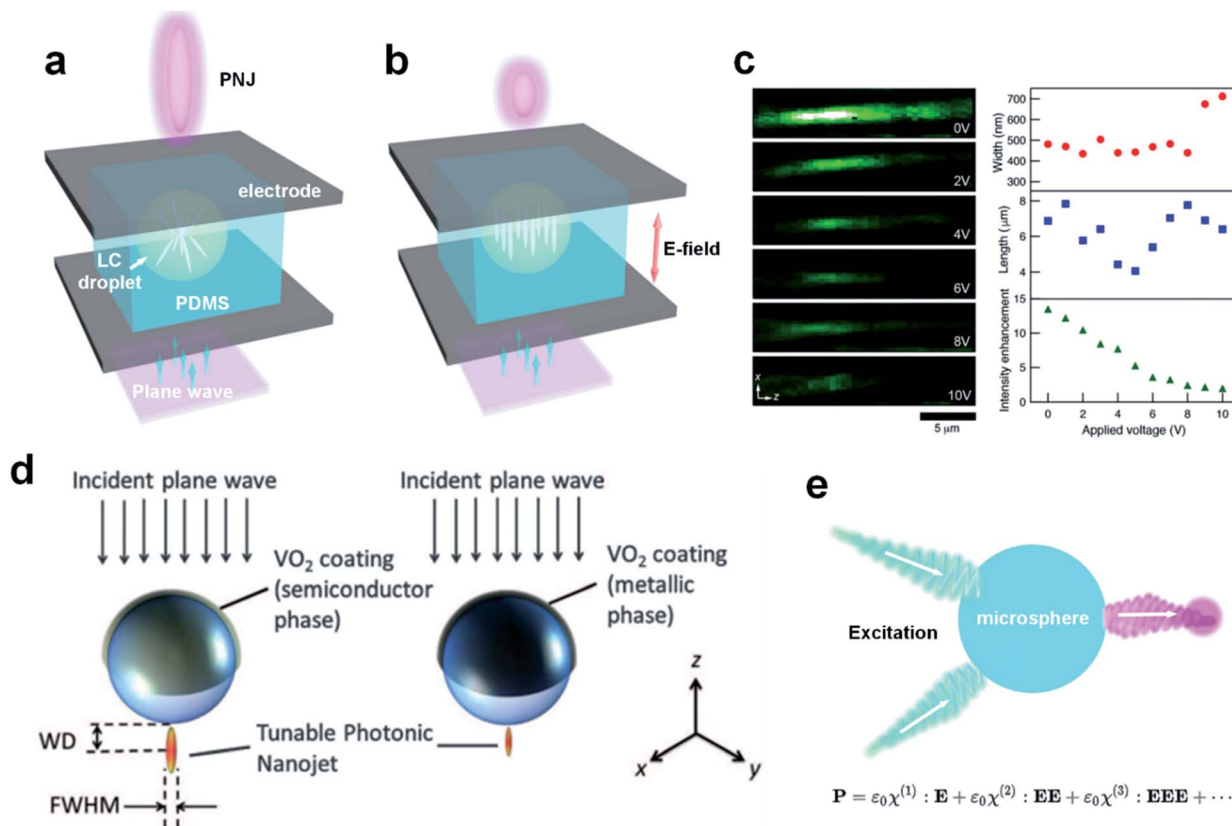 a
PNJ
electrode
LC
droplet
PDMS
Plane wave
b
E-field
c
0V
2V
4V
6V
8V
10V
x
z
5 μm
Width (nm)
700
600
500
400
300
Length (μm)
8
6
4
Intensity enhancement
15
10
5
0
0 2 4 6 8 10
Applied voltage (V)
d
Incident plane wave
VO₂ coating
(semiconductor
phase)
WD
FWHM
Tunable Photonic
Nanojet
Incident plane wave
VO₂ coating
(metallic
phase)
z
x
y
e
Excitation
microsphere
P = ε₀χ⁽¹⁾ : E + ε₀χ⁽²⁾ : EE + ε₀χ⁽³⁾ : EEE + ···